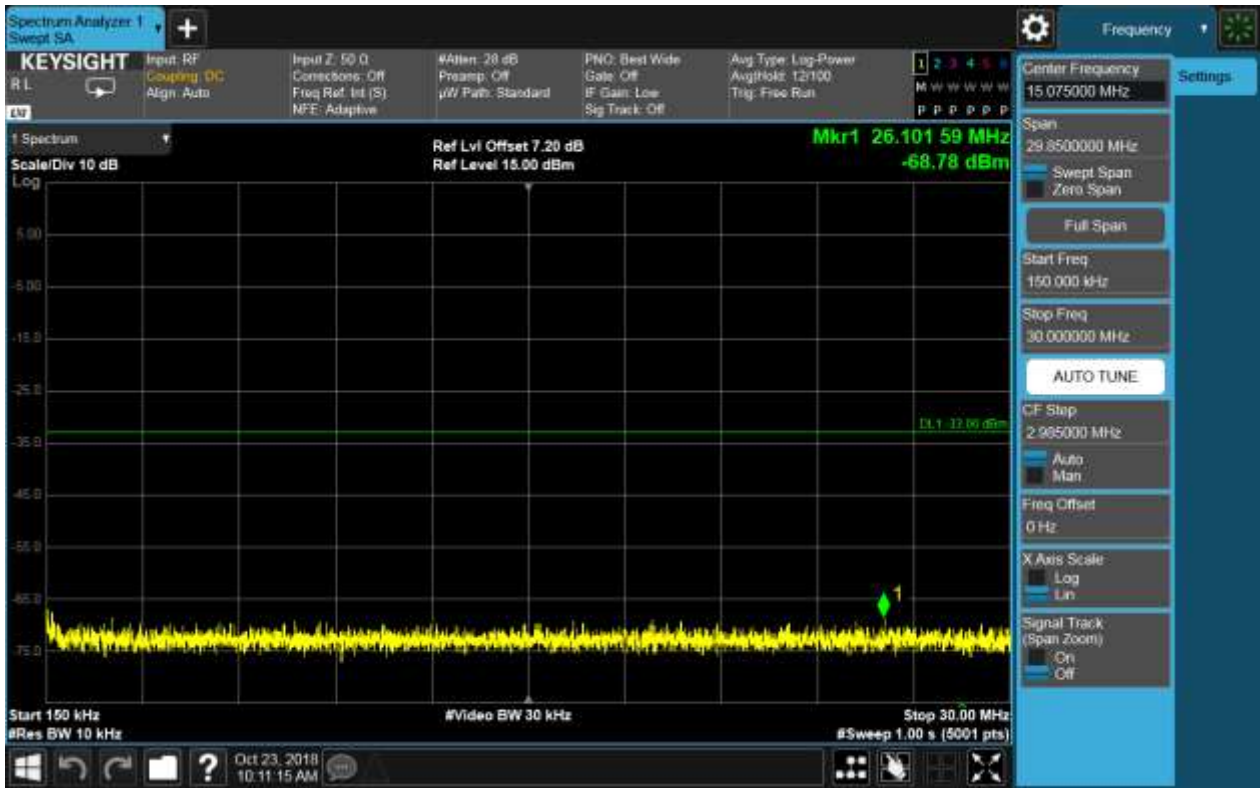 Spectrum Analyzer 1
Swept SA
+
Frequency
KEYSIGHT
Input: RF
Input Z: 50 Ω
#Atten: 28 dB
PNO: Best Wide
Avg Type: Log-Power
1 2 3 4 5 6
R L
Coupling: DC
Corrections: Off
Preamp: Off
Gate: Off
Avg|Hold: 12/100
M W W W W W
Align: Auto
Freq Ref: Int (S)
µW Path: Standard
IF Gain: Low
Trig: Free Run
P P P P P P
NFE: Adaptive
Sig Track: Off
1 Spectrum
Ref Lvl Offset 7.20 dB
Mkr1 26.101 59 MHz
Scale/Div 10 dB
Ref Level 15.00 dBm
-68.78 dBm
Log
5.00
-5.00
-15.0
-25.0
-35.0
-45.0
-55.0
-65.0
-75.0
DL1 -33.00 dBm
1
Start 150 kHz
#Video BW 30 kHz
Stop 30.00 MHz
#Res BW 10 kHz
#Sweep 1.00 s (5001 pts)
?
Oct 23, 2018
10:11:15 AM
Center Frequency
15.075000 MHz
Settings
Span
29.8500000 MHz
Swept Span
Zero Span
Full Span
Start Freq
150.000 kHz
Stop Freq
30.000000 MHz
AUTO TUNE
CF Step
2.985000 MHz
Auto
Man
Freq Offset
0 Hz
X Axis Scale
Log
Lin
Signal Track
(Span Zoom)
On
Off